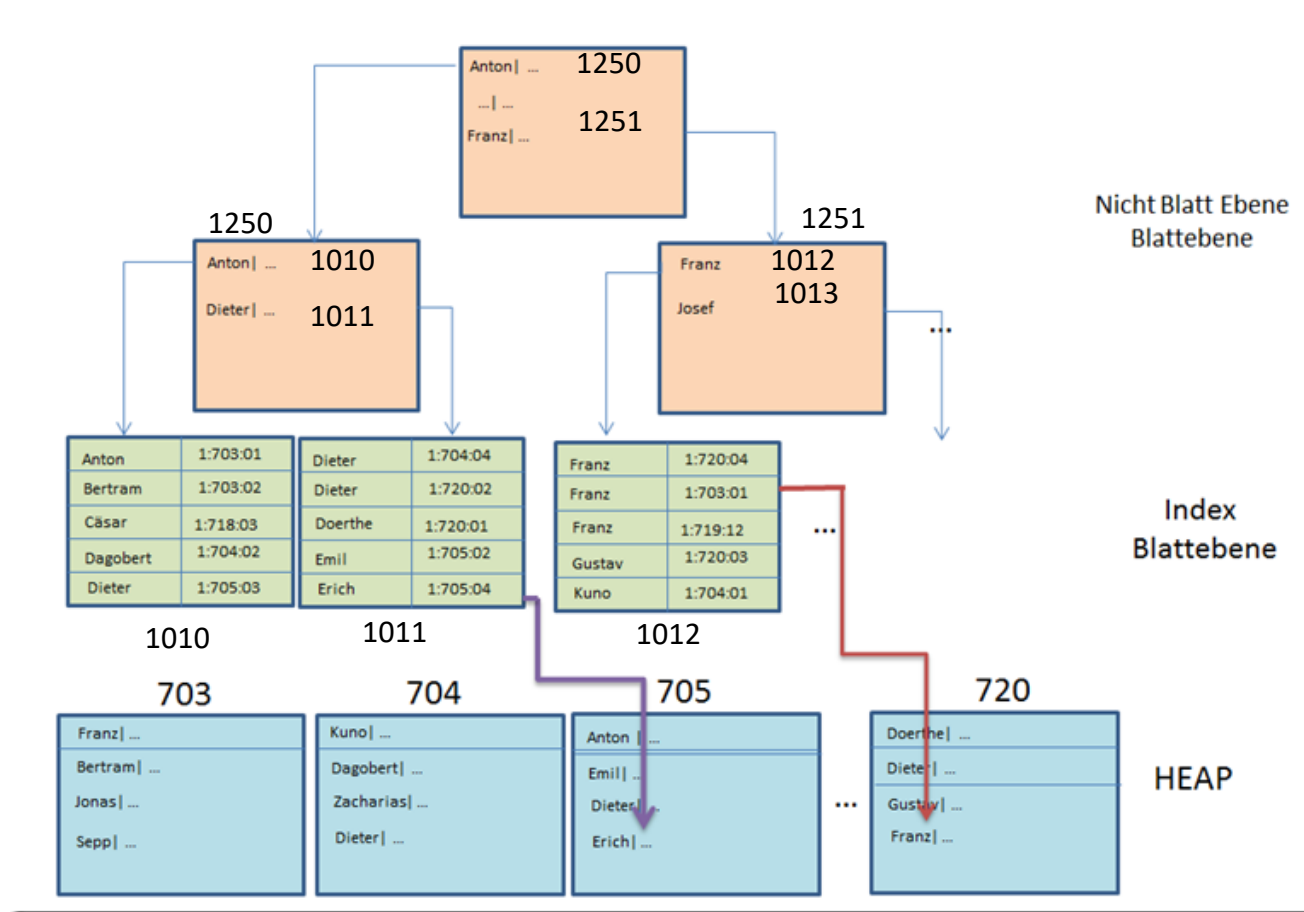 Anton| ... 1250
...| ...
Franz| ... 1251
1250
Anton| ... 1010
Dieter| ... 1011
1251
Franz 1012
Josef 1013
...
Nicht Blatt Ebene
Blattebene
Anton 1:703:01
Bertram 1:703:02
Cäsar 1:718:03
Dagobert 1:704:02
Dieter 1:705:03
1010
Dieter 1:704:04
Dieter 1:720:02
Doerthe 1:720:01
Emil 1:705:02
Erich 1:705:04
1011
Franz 1:720:04
Franz 1:703:01
Franz 1:719:12
Gustav 1:720:03
Kuno 1:704:01
1012
...
Index
Blattebene
703
Franz| ...
Bertram| ...
Jonas| ...
Sepp| ...
704
Kuno| ...
Dagobert| ...
Zacharias| ...
Dieter| ...
705
Anton | ...
Emil| ...
Dieter| ...
Erich| ...
...
720
Doerthe| ...
Dieter| ...
Gustav| ...
Franz| ...
HEAP